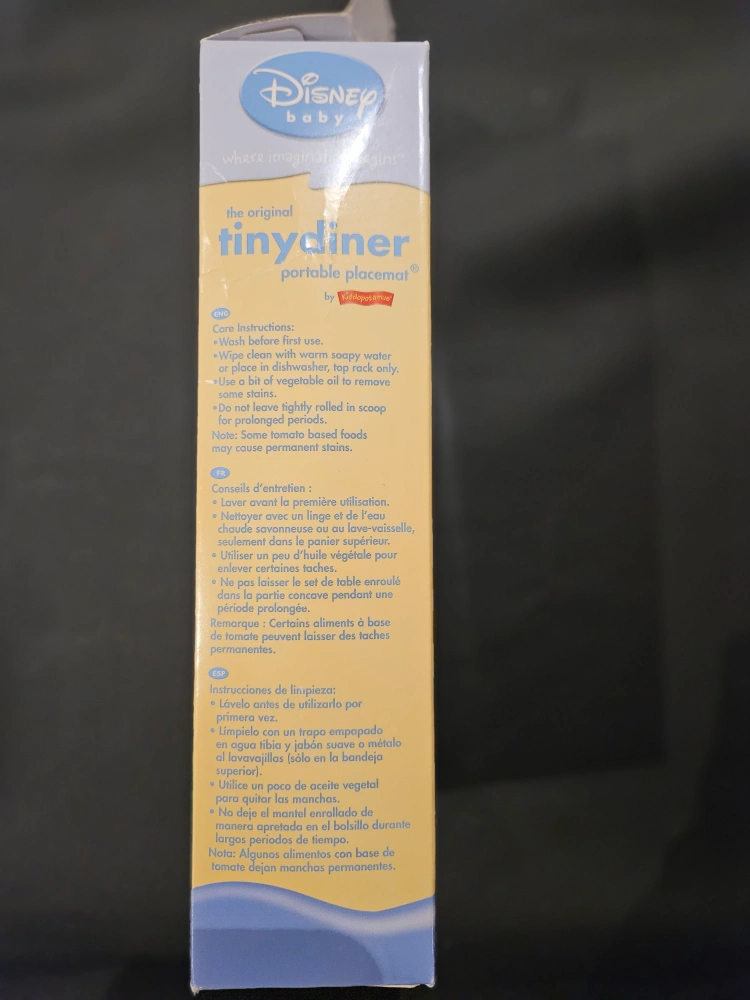 Disney
baby
where imagination begins™
the original
tinydiner
portable placemat®
by Kiddopotamus
ENG
Care Instructions:
•Wash before first use.
•Wipe clean with warm soapy water
or place in dishwasher, top rack only.
•Use a bit of vegetable oil to remove
some stains.
•Do not leave tightly rolled in scoop
for prolonged periods.
Note: Some tomato based foods
may cause permanent stains.
FR
Conseils d'entretien :
• Laver avant la première utilisation.
• Nettoyer avec un linge et de l'eau
chaude savonneuse ou au lave-vaisselle,
seulement dans le panier supérieur.
• Utiliser un peu d'huile végétale pour
enlever certaines taches.
• Ne pas laisser le set de table enroulé
dans la partie concave pendant une
période prolongée.
Remarque : Certains aliments à base
de tomate peuvent laisser des taches
permanentes.
ESP
Instrucciones de limpieza:
• Lávelo antes de utilizarlo por
primera vez.
• Límpielo con un trapo empapado
en agua tibia y jabón suave o métalo
al lavavajillas (sólo en la bandeja
superior).
• Utilice un poco de aceite vegetal
para quitar las manchas.
• No deje el mantel enrollado de
manera apretada en el bolsillo durante
largos periodos de tiempo.
Nota: Algunos alimentos con base de
tomate dejan manchas permanentes.